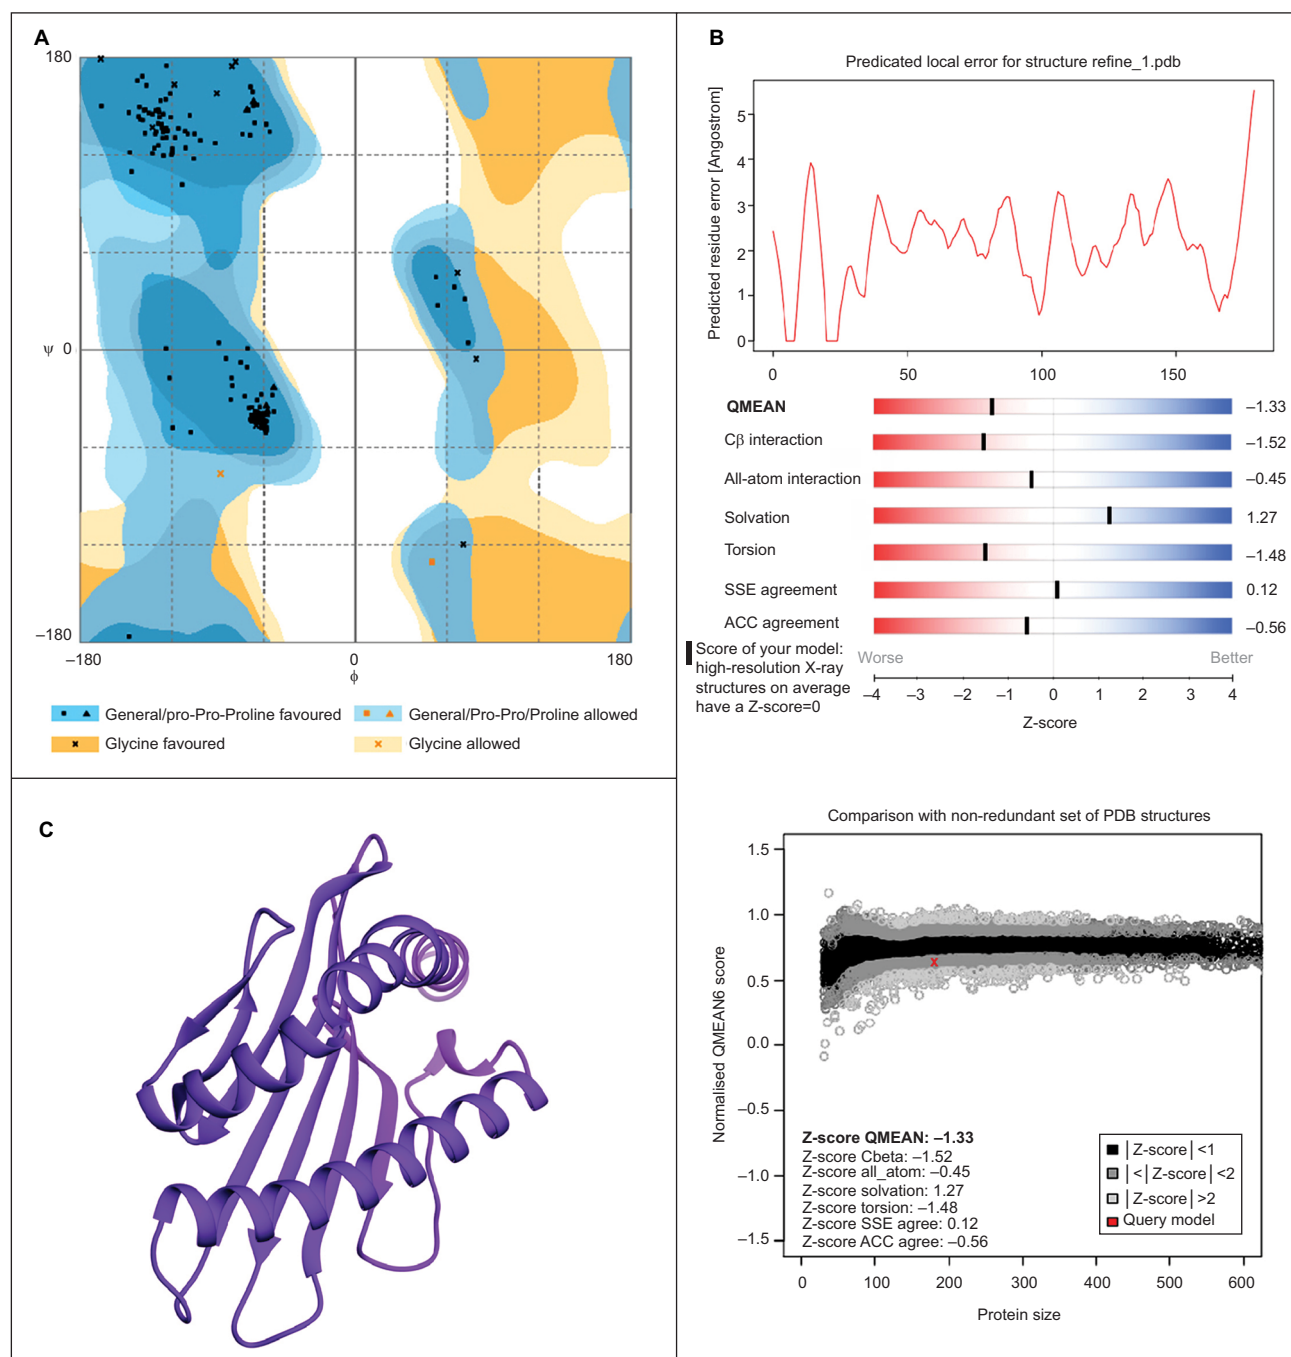 A
180
ψ 0
–180
–180
0
180
ϕ
General/pro-Pro-Proline favoured
General/Pro-Pro/Proline allowed
Glycine favoured
Glycine allowed
B
Predicated local error for structure refine_1.pdb
Predicted residue error [Angstrom]
5
4
3
2
1
0
0
50
100
150
QMEAN
–1.33
Cβ interaction
–1.52
All-atom interaction
–0.45
Solvation
1.27
Torsion
–1.48
SSE agreement
0.12
ACC agreement
–0.56
Score of your model:
high-resolution X-ray
structures on average
have a Z-score=0
Worse
Better
–4
–3
–2
–1
0
1
2
3
4
Z-score
C
Comparison with non-redundant set of PDB structures
Normalised QMEAN6 score
1.5
1.0
0.5
0.0
–0.5
–1.0
–1.5
x
Z-score QMEAN: –1.33
Z-score Cbeta: –1.52
Z-score all_atom: –0.45
Z-score solvation: 1.27
Z-score torsion: –1.48
Z-score SSE agree: 0.12
Z-score ACC agree: –0.56
|Z-score|<1
|<|Z-score|<2
|Z-score|>2
Query model
0
100
200
300
400
500
600
Protein size